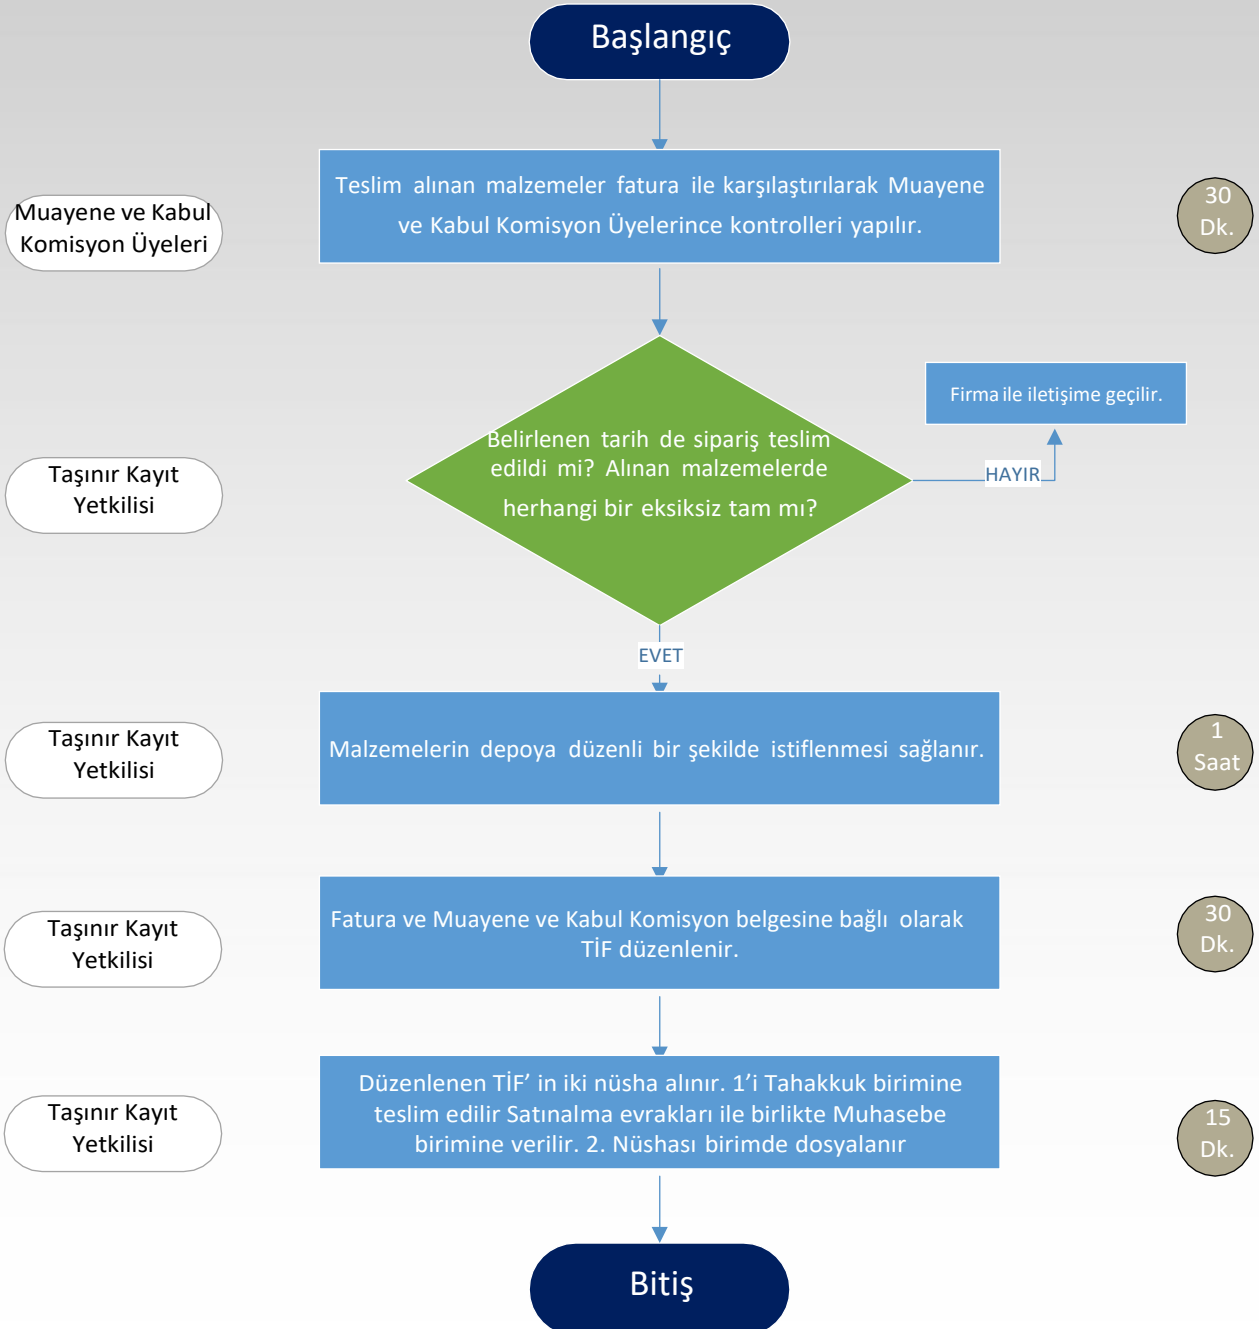 Başlangıç
Teslim alınan malzemeler fatura ile karşılaştırılarak Muayene
ve Kabul Komisyon Üyelerince kontrolleri yapılır.
Muayene ve Kabul
Komisyon Üyeleri
30
Dk.
Firma ile iletişime geçilir.
Belirlenen tarih de sipariş teslim
edildi mi? Alınan malzemelerde
herhangi bir eksiksiz tam mı?
HAYIR
Taşınır Kayıt
Yetkilisi
EVET
Taşınır Kayıt
Yetkilisi
Malzemelerin depoya düzenli bir şekilde istiflenmesi sağlanır.
1
Saat
Taşınır Kayıt
Yetkilisi
Fatura ve Muayene ve Kabul Komisyon belgesine bağlı olarak
TİF düzenlenir.
30
Dk.
Taşınır Kayıt
Yetkilisi
Düzenlenen TİF’ in iki nüsha alınır. 1’i Tahakkuk birimine
teslim edilir Satınalma evrakları ile birlikte Muhasebe
birimine verilir. 2. Nüshası birimde dosyalanır
15
Dk.
Bitiş